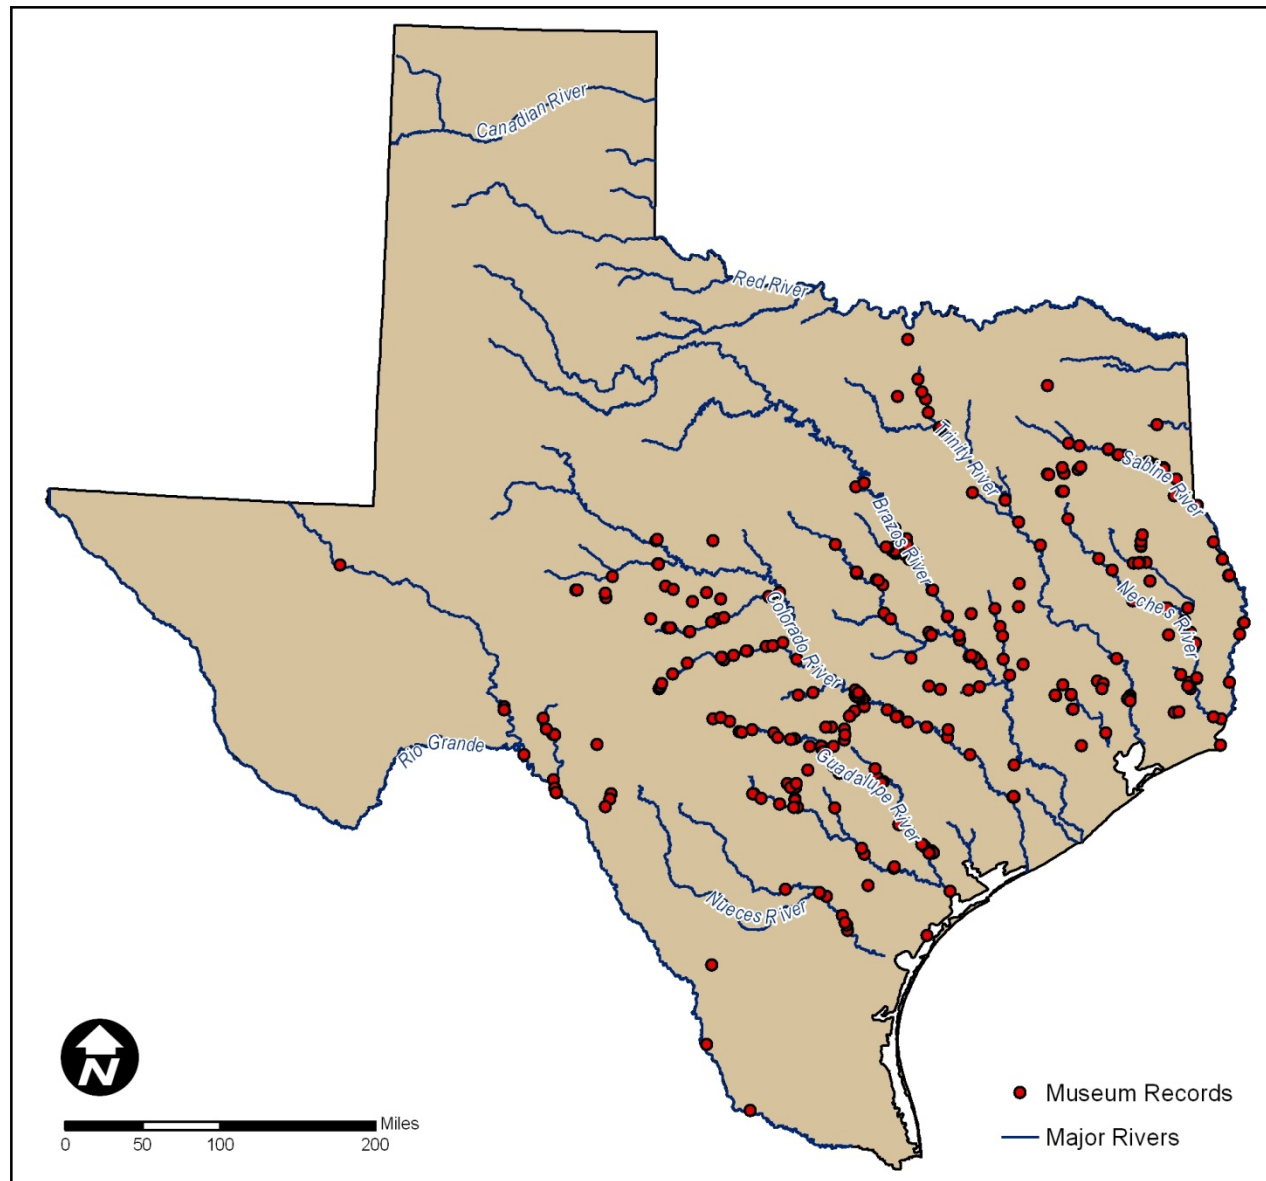 Canadian River
Red River
Trinity River
Sabine River
Brazos River
Neches River
Colorado River
Rio Grande
Guadalupe River
Nueces River
N
Museum Records
Miles
0 50 100 200
Major Rivers